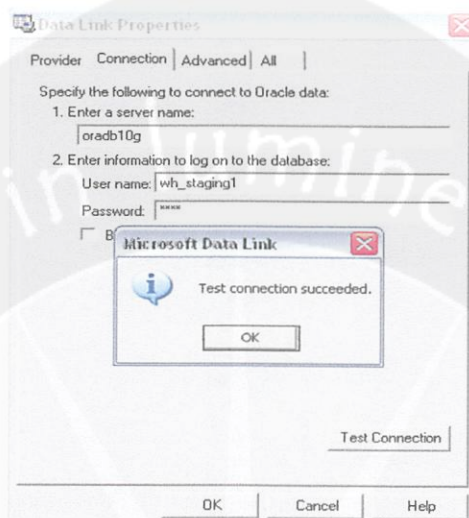 Data Link Properties
Provider Connection Advanced All
Specify the following to connect to Oracle data:
1. Enter a server name:
oradb10g
2. Enter information to log on to the database:
User name: wh_staging1
Password: ****
B
Microsoft Data Link
Test connection succeeded.
OK
Test Connection
OK Cancel Help
in lumine